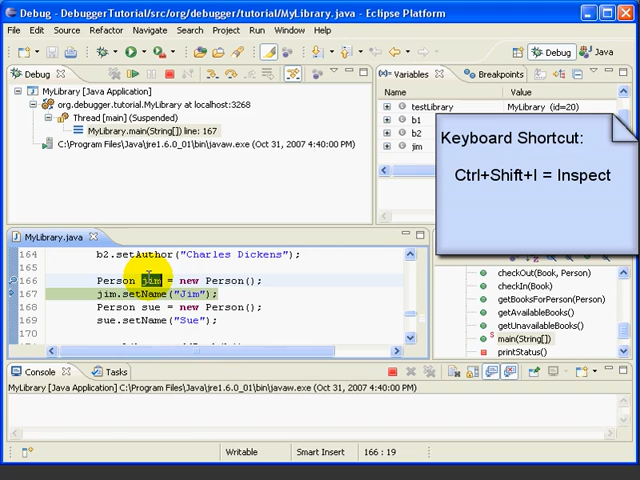 Debug - DebuggerTutorial/src/org/debugger/tutorial/MyLibrary.java - Eclipse Platform
File Edit Source Refactor Navigate Search Project Run Window Help
Debug Java
Debug
MyLibrary [Java Application]
org.debugger.tutorial.MyLibrary at localhost:3268
Thread [main] (Suspended)
MyLibrary.main(String[]) line: 167
C:\Program Files\Java\jre1.6.0_01\bin\javaw.exe (Oct 31, 2007 4:40:00 PM)
Variables Breakpoints
Name Value
testLibrary MyLibrary (id=20)
b1
b2
jim
Keyboard Shortcut:
Ctrl+Shift+I = Inspect
MyLibrary.java
164 b2.setAuthor("Charles Dickens");
165
166 Person jim = new Person();
167 jim.setName("Jim");
168 Person sue = new Person();
169 sue.setName("Sue");
checkOut(Book, Person)
checkIn(Book)
getBooksForPerson(Person)
getAvailableBooks()
getUnavailableBooks()
main(String[])
printStatus()
Console Tasks
MyLibrary [Java Application] C:\Program Files\Java\jre1.6.0_01\bin\javaw.exe (Oct 31, 2007 4:40:00 PM)
Writable Smart Insert 166 : 19